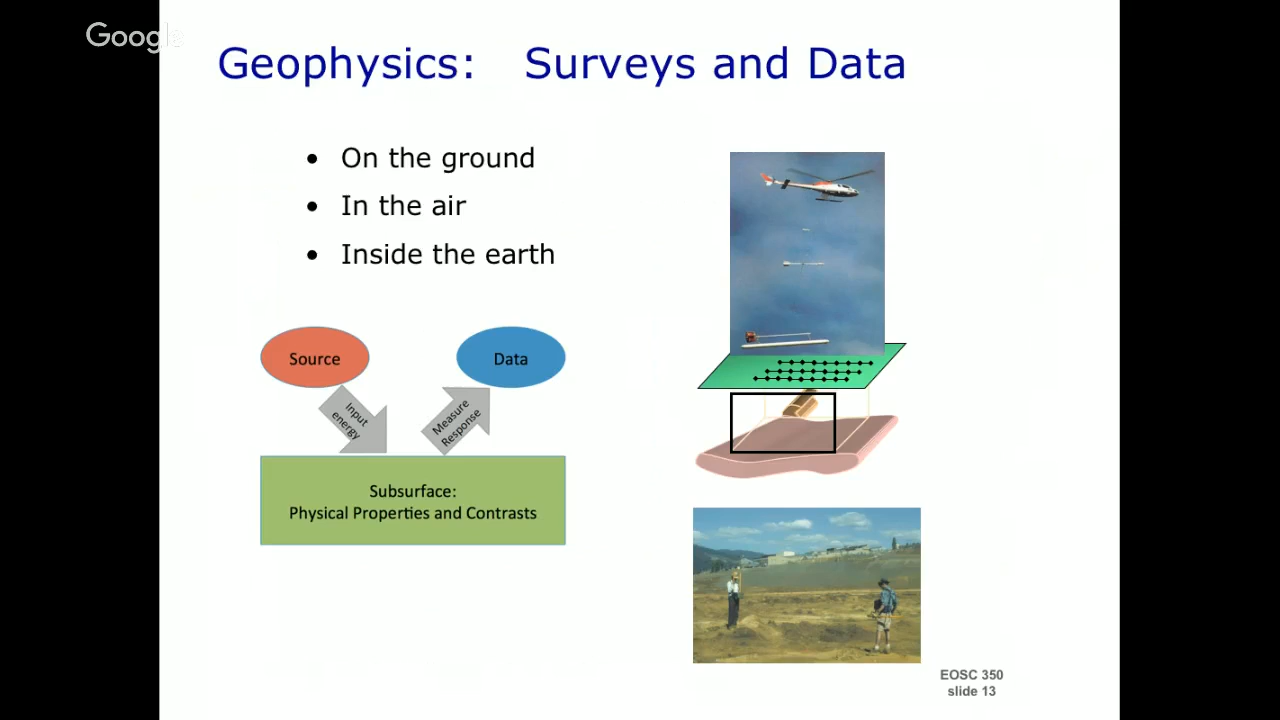 Google
Geophysics: Surveys and Data
• On the ground
• In the air
• Inside the earth
Source
Data
Input energy
Measure Response
Subsurface:
Physical Properties and Contrasts
EOSC 350
slide 13